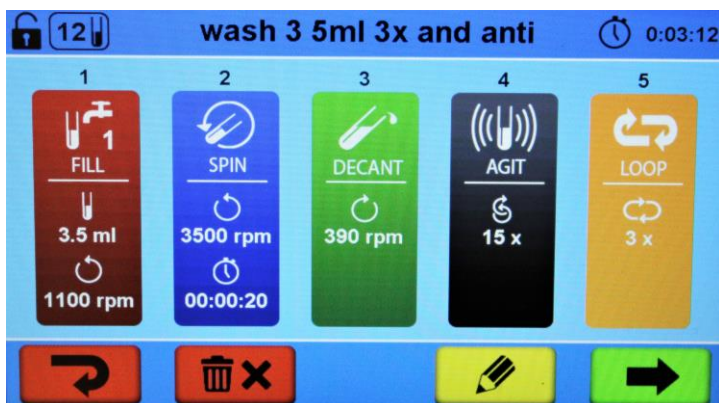 12
wash 3 5ml 3x and anti
0:03:12
1
2
3
4
5
1
FILL
3.5 ml
1100 rpm
SPIN
3500 rpm
00:00:20
DECANT
390 rpm
AGIT
15 x
LOOP
3 x